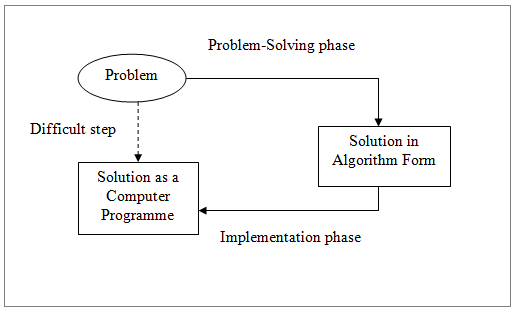 Problem-Solving phase
Problem
Difficult step
Solution in
Algorithm Form
Solution as a
Computer
Programme
Implementation phase